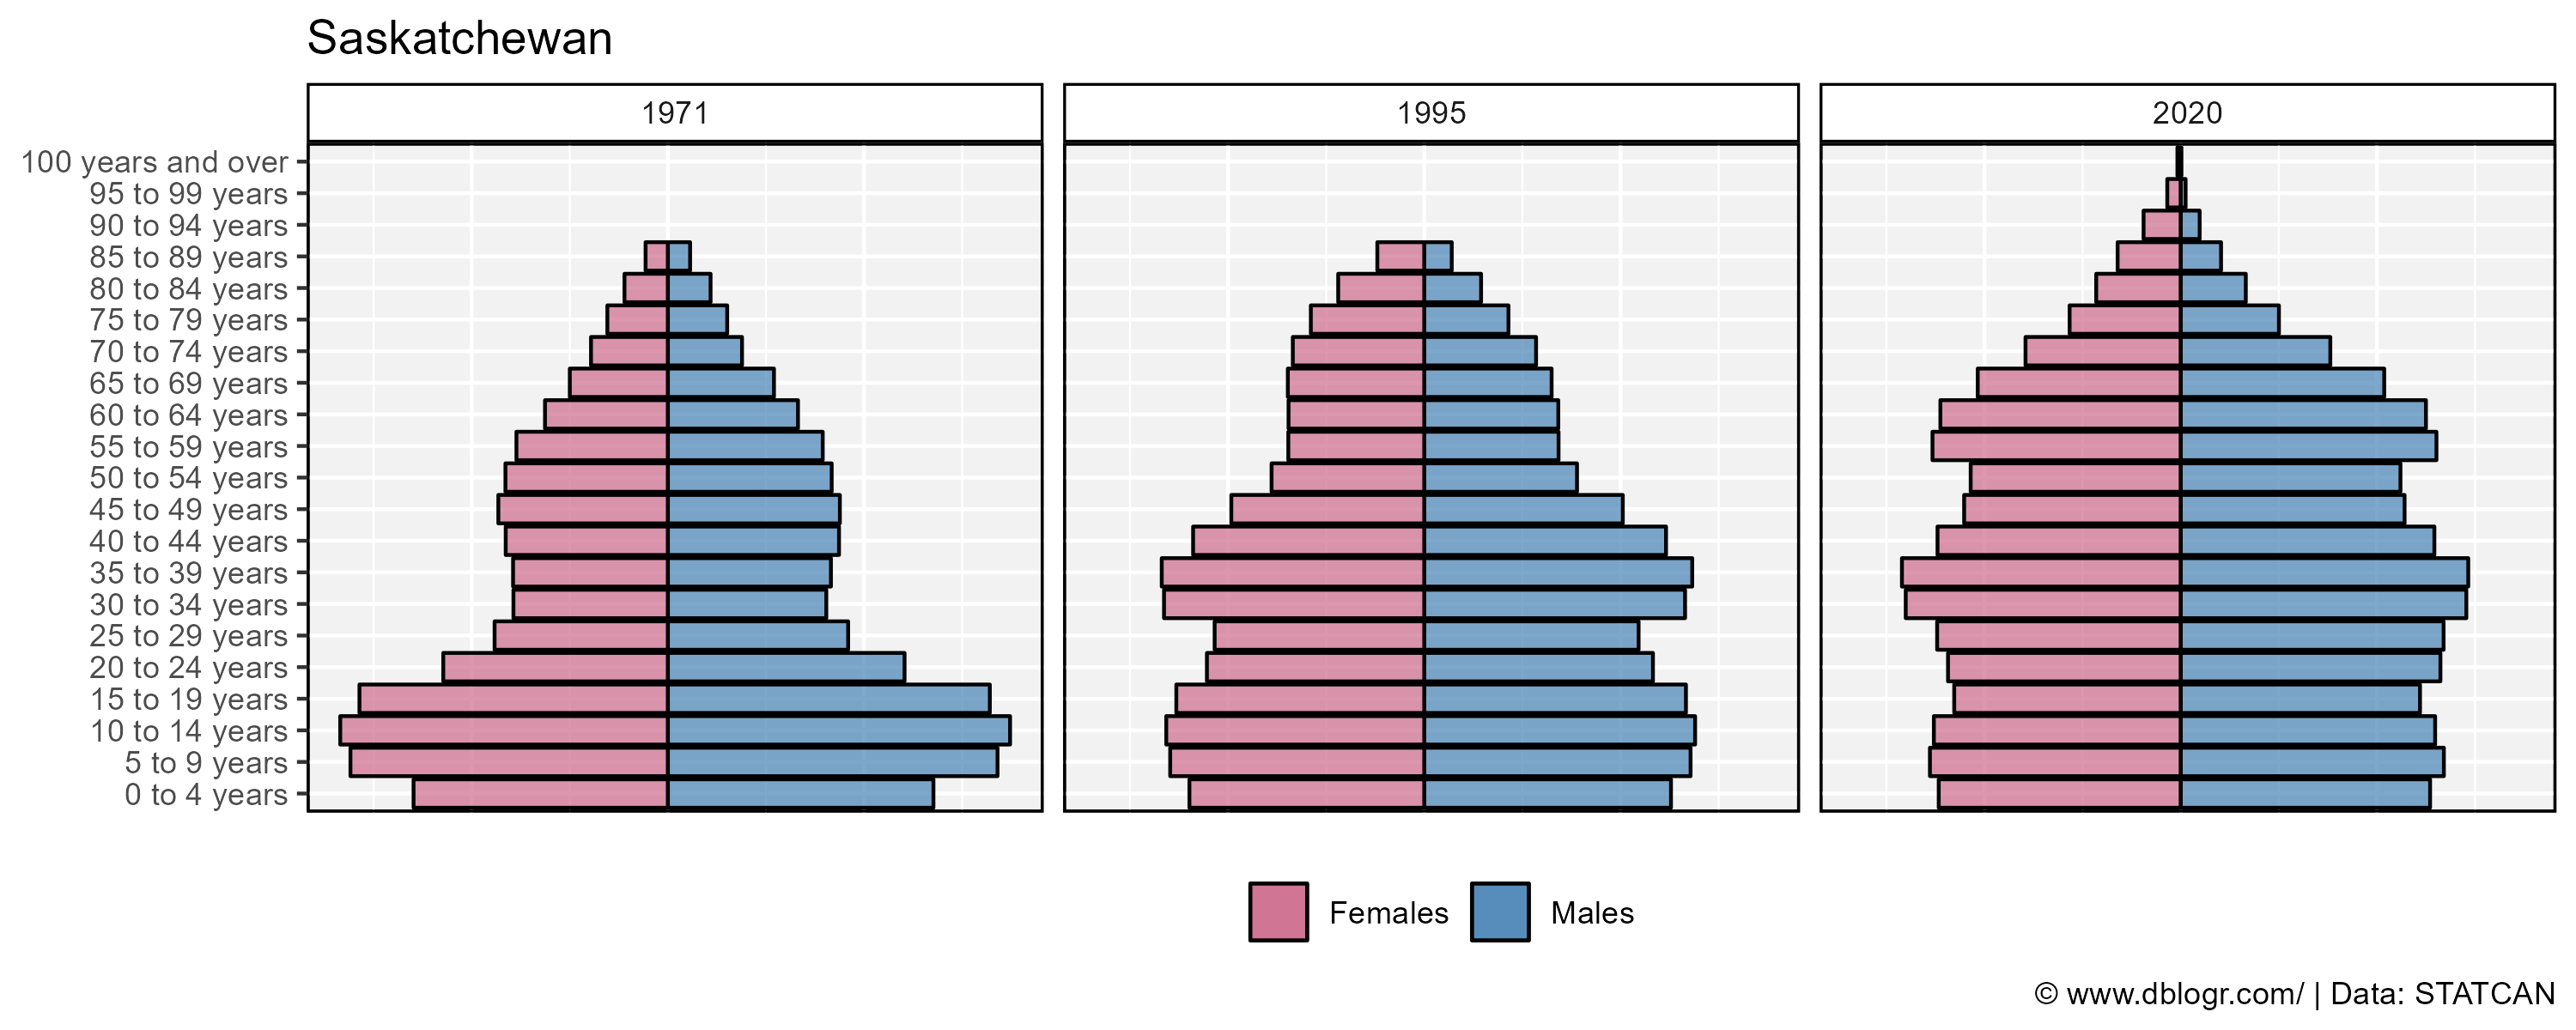 Saskatchewan
1971
1995
2020
100 years and over
95 to 99 years
90 to 94 years
85 to 89 years
80 to 84 years
75 to 79 years
70 to 74 years
65 to 69 years
60 to 64 years
55 to 59 years
50 to 54 years
45 to 49 years
40 to 44 years
35 to 39 years
30 to 34 years
25 to 29 years
20 to 24 years
15 to 19 years
10 to 14 years
5 to 9 years
0 to 4 years
Females
Males
© www.dblogr.com/ | Data: STATCAN